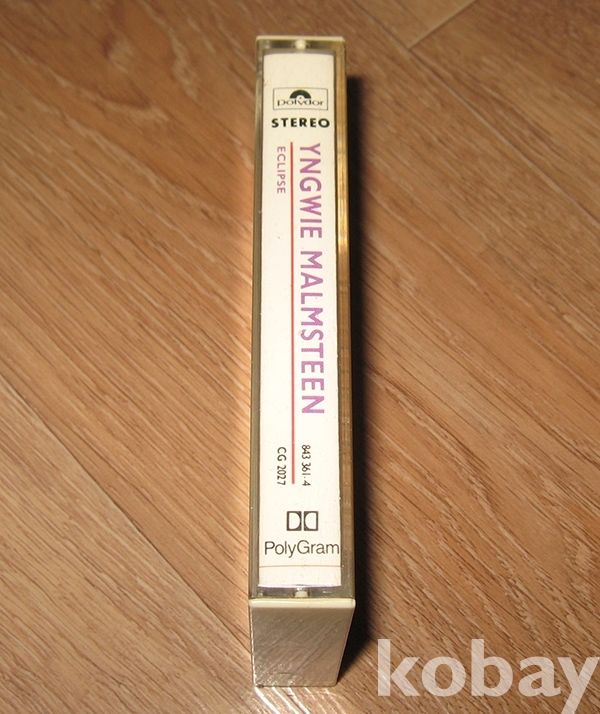 polydor
STEREO
YNGWIE MALMSTEEN
ECLIPSE
843 361-4
CG 2027
PolyGram
kobay